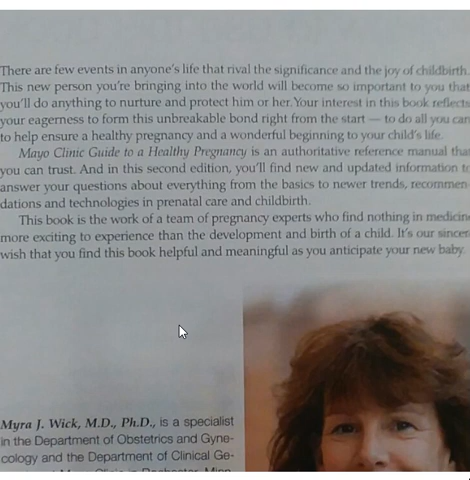 There are few events in anyone's life that rival the significance and the joy of childbirth.
This new person you're bringing into the world will become so important to you that
you'll do anything to nurture and protect him or her. Your interest in this book reflects
your eagerness to form this unbreakable bond right from the start — to do all you can
to help ensure a healthy pregnancy and a wonderful beginning to your child's life.
Mayo Clinic Guide to a Healthy Pregnancy is an authoritative reference manual that
you can trust. And in this second edition, you'll find new and updated information to
answer your questions about everything from the basics to newer trends, recommen-
dations and technologies in prenatal care and childbirth.
This book is the work of a team of pregnancy experts who find nothing in medicine
more exciting to experience than the development and birth of a child. It's our sincere
wish that you find this book helpful and meaningful as you anticipate your new baby.
Myra J. Wick, M.D., Ph.D., is a specialist
in the Department of Obstetrics and Gyne-
cology and the Department of Clinical Ge-